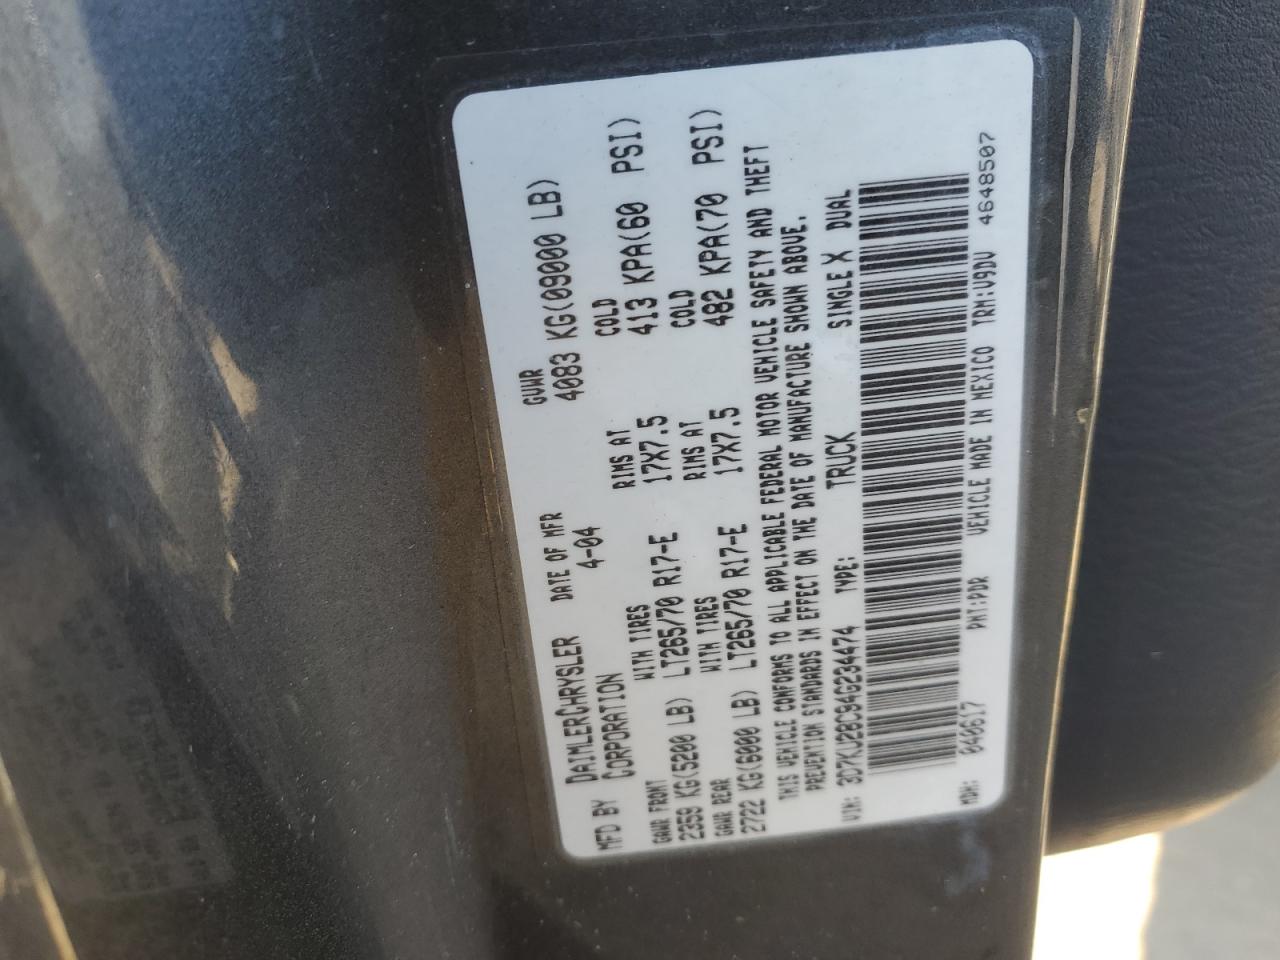 MFD BY DAIMLERCHRYSLER CORPORATION DATE OF MFR 4-04 GVWR 4083 KG(09000 LB)
GAWR FRONT WITH TIRES RIMS AT COLD
2359 KG(5200 LB) LT265/70 R17-E 17X7.5 413 KPA(60 PSI)
GAWR REAR WITH TIRES RIMS AT COLD
2722 KG(6000 LB) LT265/70 R17-E 17X7.5 482 KPA(70 PSI)
THIS VEHICLE CONFORMS TO ALL APPLICABLE FEDERAL MOTOR VEHICLE SAFETY AND THEFT
PREVENTION STANDARDS IN EFFECT ON THE DATE OF MANUFACTURE SHOWN ABOVE.
VIN: 3D7KU28C84G234474 TYPE: TRUCK SINGLE X DUAL
MDH: 040617 PNT:PDR VEHICLE MADE IN MEXICO TRM:U9DV 4648507